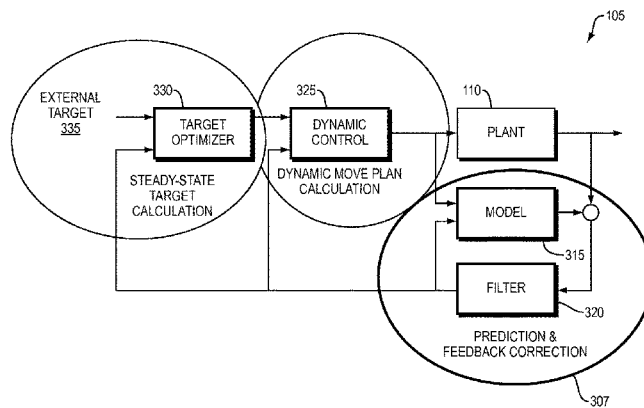 105
EXTERNAL
TARGET
335
330
TARGET
OPTIMIZER
STEADY-STATE
TARGET
CALCULATION
325
DYNAMIC
CONTROL
DYNAMIC MOVE PLAN
CALCULATION
110
PLANT
MODEL
315
FILTER
320
PREDICTION &
FEEDBACK CORRECTION
307